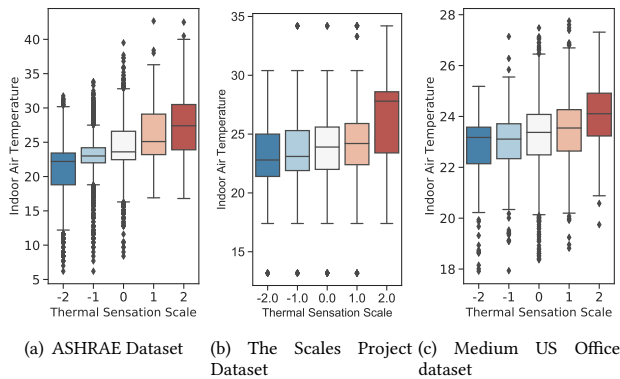 40
35
30
25
20
15
10
5
Indoor Air Temperature
-2 -1 0 1 2
Thermal Sensation Scale
35
30
25
20
15
Indoor Air Temperature
-2.0 -1.0 0.0 1.0 2.0
Thermal Sensation Scale
28
26
24
22
20
18
Indoor Air Temperature
-2 -1 0 1 2
Thermal Sensation Scale
(a) ASHRAE Dataset
(b) The Scales Project
Dataset
(c) Medium US Office
dataset